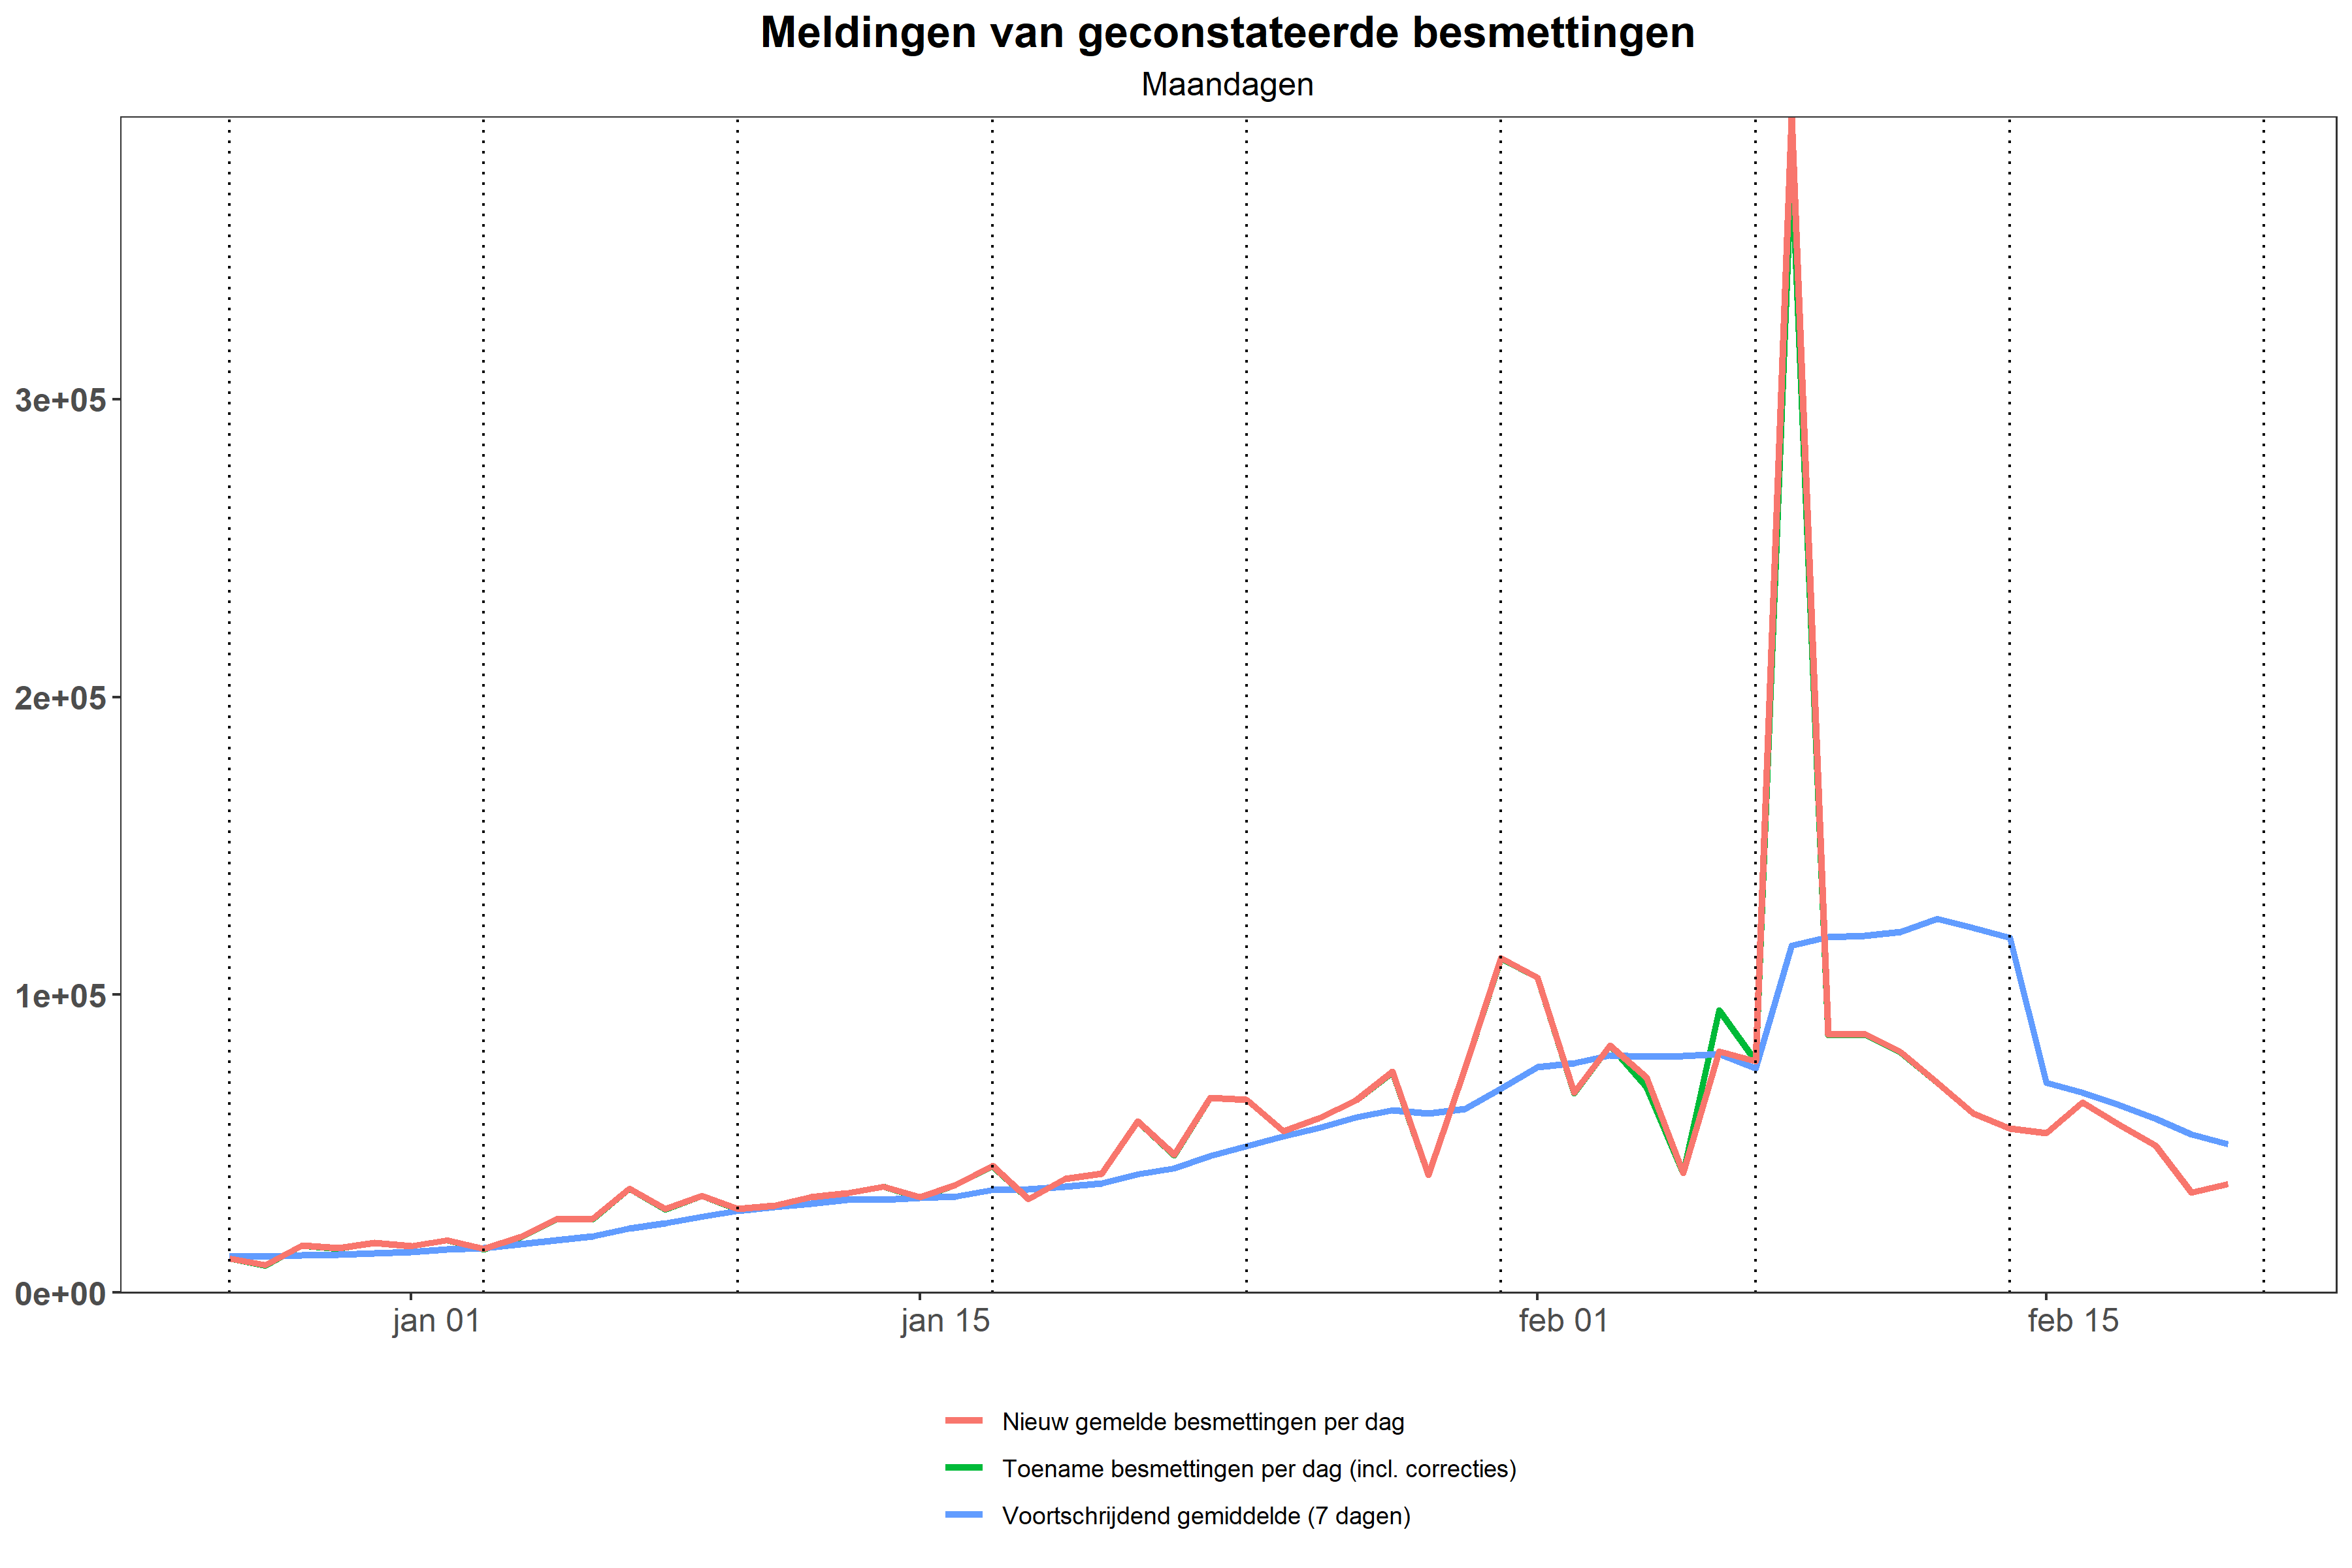 Meldingen van geconstateerde besmettingen
Maandagen
3e+05
2e+05
1e+05
0e+00
jan 01
jan 15
feb 01
feb 15
Nieuw gemelde besmettingen per dag
Toename besmettingen per dag (incl. correcties)
Voortschrijdend gemiddelde (7 dagen)